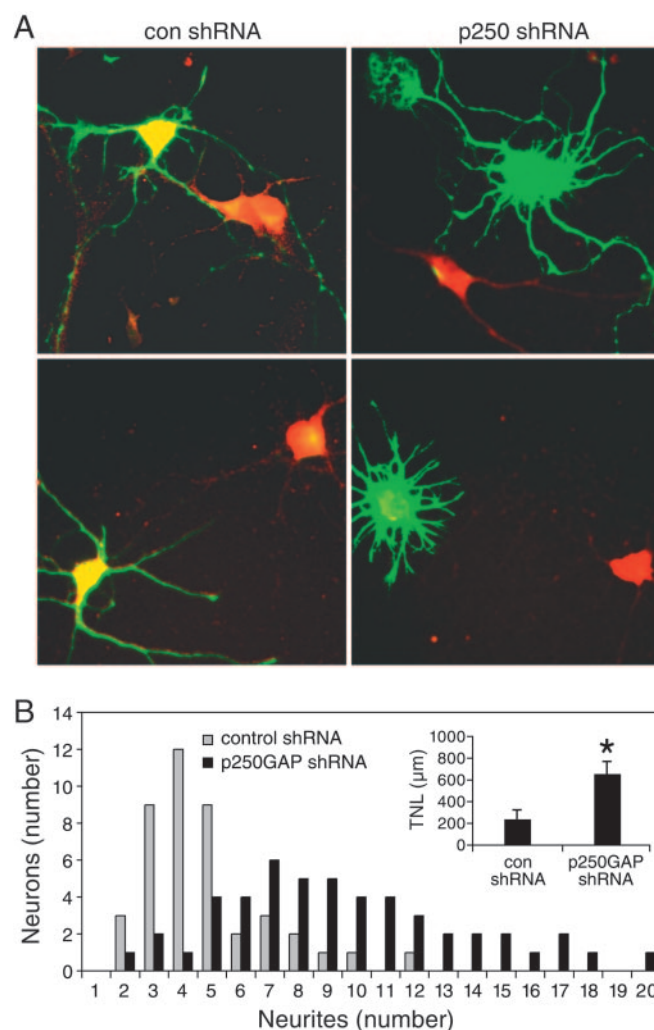 A
con shRNA
p250 shRNA
B
Neurons (number)
14
12
10
8
6
4
2
0
control shRNA
p250GAP shRNA
TNL (µm)
1000
800
600
400
200
0
*
con
shRNA
p250GAP
shRNA
1 2 3 4 5 6 7 8 9 10 11 12 13 14 15 16 17 18 19 20
Neurites (number)